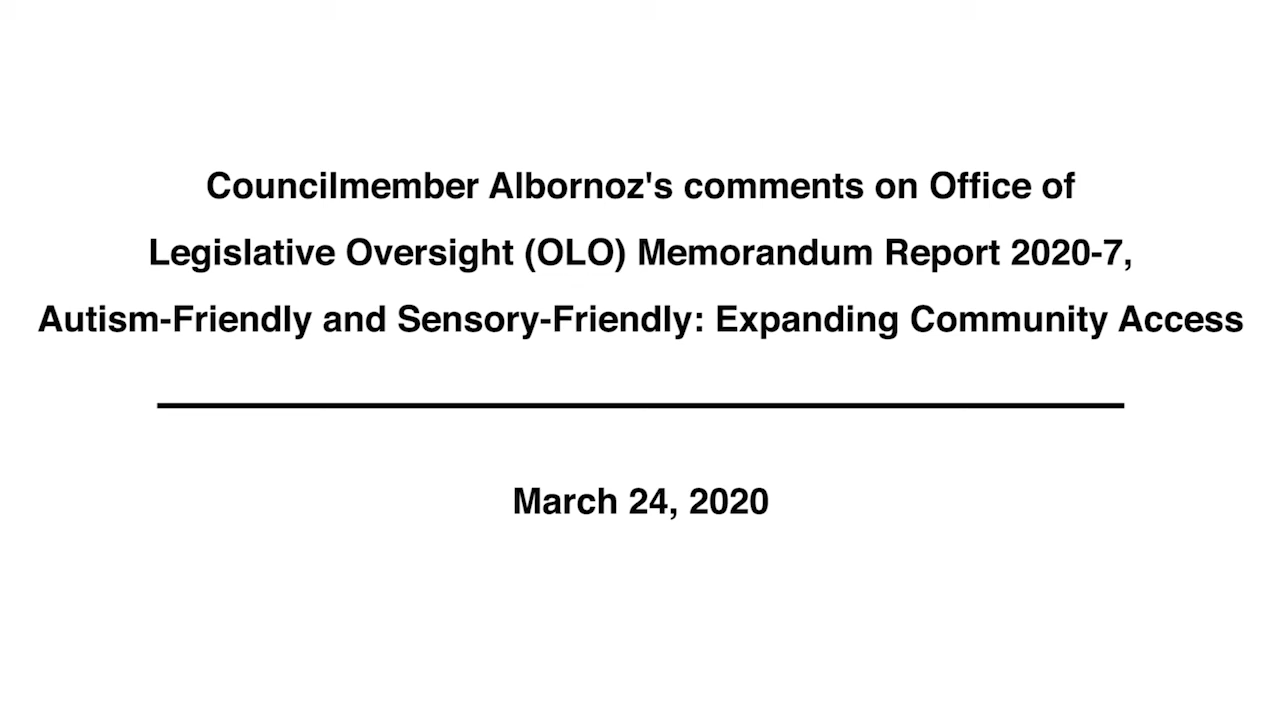 Councilmember Albornoz's comments on Office of
Legislative Oversight (OLO) Memorandum Report 2020-7,
Autism-Friendly and Sensory-Friendly: Expanding Community Access
March 24, 2020